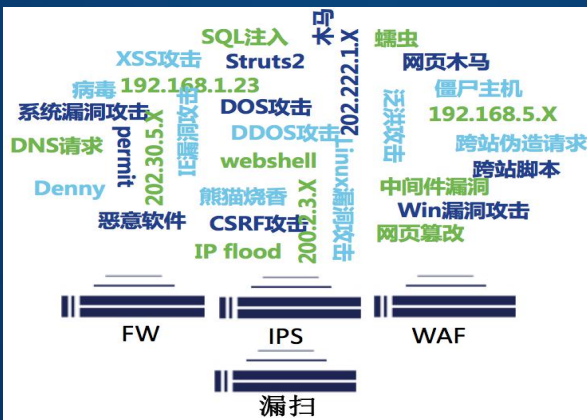 SQL注入
木马
蠕虫
XSS攻击
Struts2
网页木马
病毒
192.168.1.23
202.222.1.X
僵尸主机
系统漏洞攻击
DOS攻击
泛洪攻击
192.168.5.X
DNS请求
permit
202.30.5.X
IE漏洞攻击
DDOS攻击
跨站伪造请求
webshell
Linux漏洞攻击
跨站脚本
Denny
熊猫烧香
中间件漏洞
恶意软件
CSRF攻击
200.2.3.X
Win漏洞攻击
IP flood
网页篡改
FW
IPS
WAF
漏扫